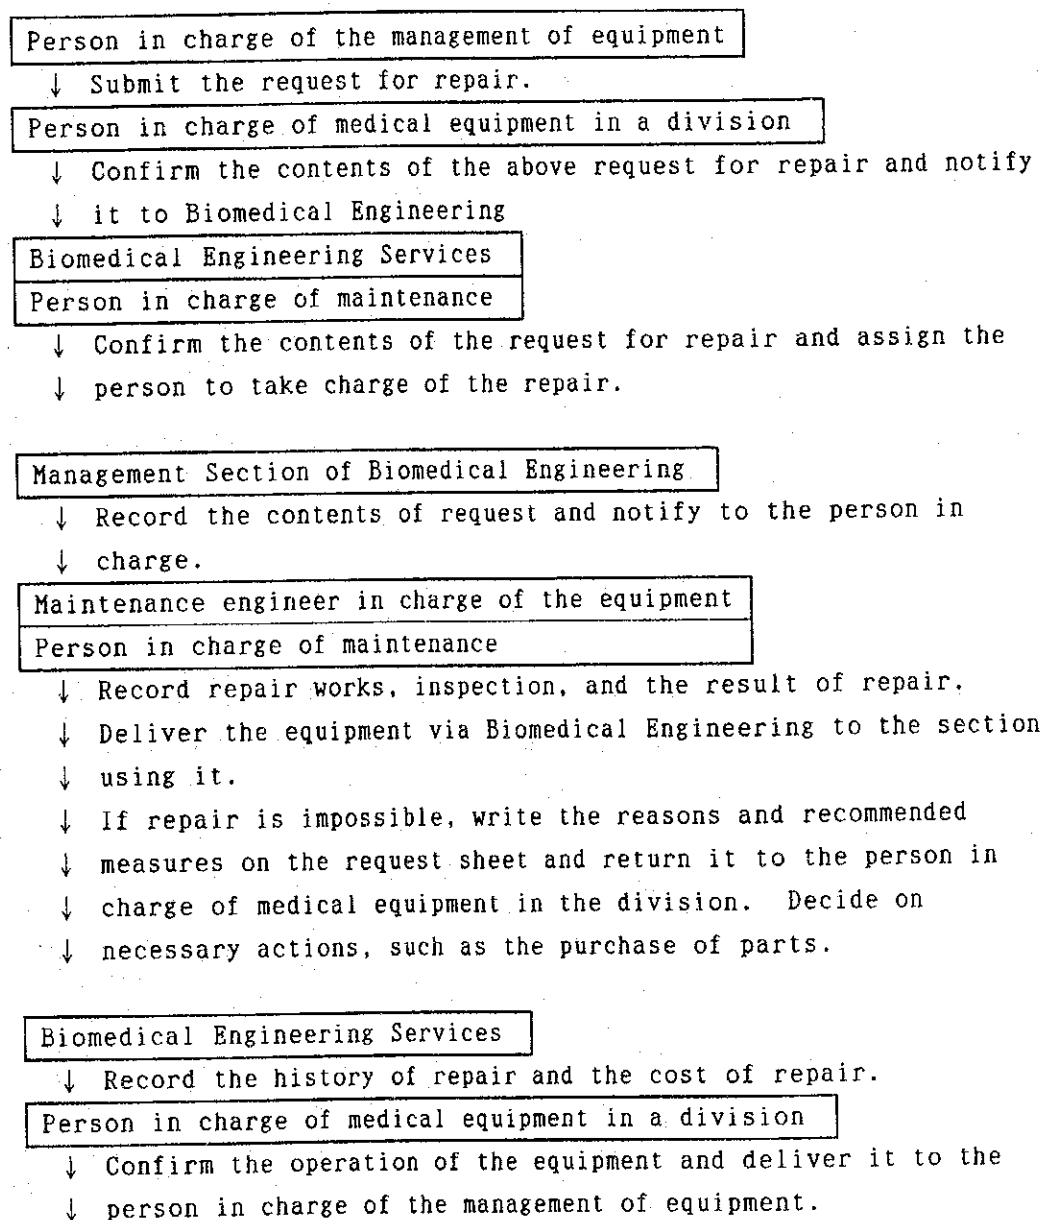 Person in charge of the management of equipment
↓ Submit the request for repair.
Person in charge of medical equipment in a division
↓ Confirm the contents of the above request for repair and notify
↓ it to Biomedical Engineering
Biomedical Engineering Services
Person in charge of maintenance
↓ Confirm the contents of the request for repair and assign the
↓ person to take charge of the repair.
Management Section of Biomedical Engineering
↓ Record the contents of request and notify to the person in
↓ charge.
Maintenance engineer in charge of the equipment
Person in charge of maintenance
↓ Record repair works, inspection, and the result of repair.
↓ Deliver the equipment via Biomedical Engineering to the section
↓ using it.
↓ If repair is impossible, write the reasons and recommended
↓ measures on the request sheet and return it to the person in
↓ charge of medical equipment in the division. Decide on
↓ necessary actions, such as the purchase of parts.
Biomedical Engineering Services
↓ Record the history of repair and the cost of repair.
Person in charge of medical equipment in a division
↓ Confirm the operation of the equipment and deliver it to the
↓ person in charge of the management of equipment.